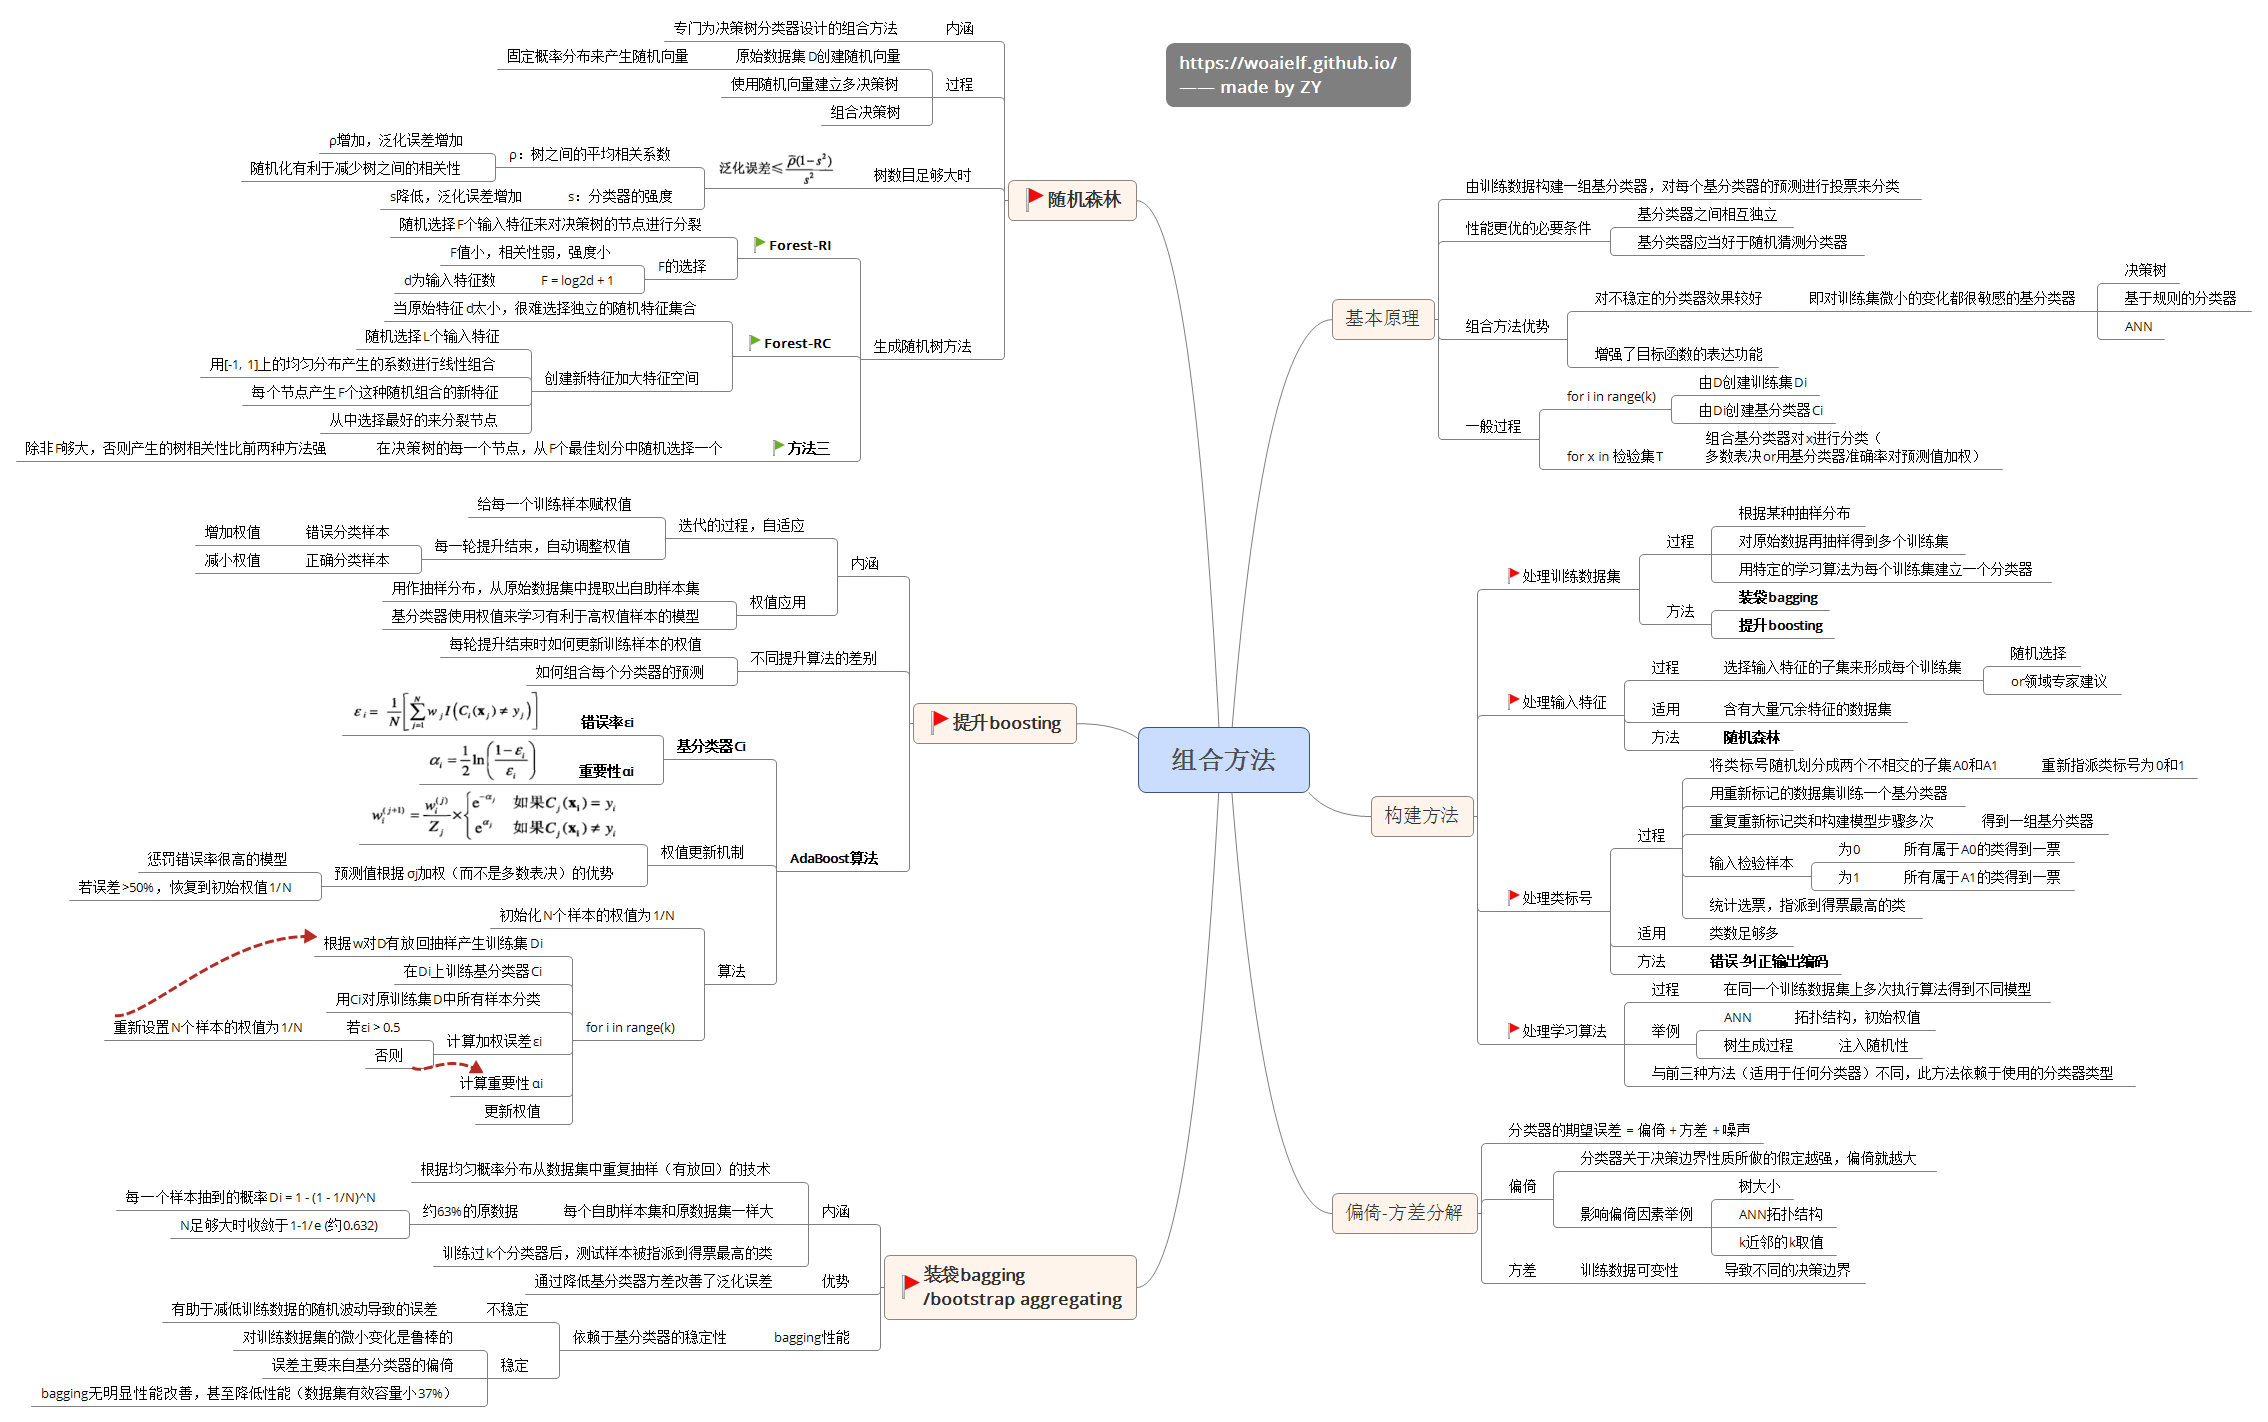 https://woaielf.github.io/
—— made by ZY
组合方法
基本原理
由训练数据构建一组基分类器，对每个基分类器的预测进行投票来分类
性能更优的必要条件
基分类器之间相互独立
基分类器应当好于随机猜测分类器
组合方法优势
对不稳定的分类器效果较好
即对训练集微小的变化都很敏感的基分类器
决策树
基于规则的分类器
ANN
增强了目标函数的表达功能
一般过程
for i in range(k)
由D创建训练集Di
由Di创建基分类器Ci
for x in 检验集T
组合基分类器对x进行分类（
多数表决or用基分类器准确率对预测值加权）
构建方法
处理训练数据集
过程
根据某种抽样分布
对原始数据再抽样得到多个训练集
用特定的学习算法为每个训练集建立一个分类器
方法
装袋bagging
提升boosting
处理输入特征
过程
选择输入特征的子集来形成每个训练集
随机选择
or领域专家建议
适用
含有大量冗余特征的数据集
方法
随机森林
处理类标号
过程
将类标号随机划分成两个不相交的子集A0和A1
重新指派类标号为0和1
用重新标记的数据集训练一个基分类器
重复重新标记类和构建模型步骤多次
得到一组基分类器
输入检验样本
为0
所有属于A0的类得到一票
为1
所有属于A1的类得到一票
统计选票，指派到得票最高的类
适用
类数足够多
方法
错误-纠正输出编码
处理学习算法
过程
在同一个训练数据集上多次执行算法得到不同模型
举例
ANN
拓扑结构，初始权值
树生成过程
注入随机性
与前三种方法（适用于任何分类器）不同，此方法依赖于使用的分类器类型
偏倚-方差分解
分类器的期望误差 = 偏倚 + 方差 + 噪声
偏倚
分类器关于决策边界性质所做的假定越强，偏倚就越大
影响偏倚因素举例
树大小
ANN拓扑结构
k近邻的k取值
方差
训练数据可变性
导致不同的决策边界
随机森林
内涵
专门为决策树分类器设计的组合方法
过程
原始数据集D创建随机向量
固定概率分布来产生随机向量
使用随机向量建立多决策树
组合决策树
树数目足够大时
泛化误差≤ρ̄(1−s²)/s²
ρ：树之间的平均相关系数
ρ增加，泛化误差增加
随机化有利于减少树之间的相关性
s：分类器的强度
s降低，泛化误差增加
生成随机树方法
Forest-RI
随机选择F个输入特征来对决策树的节点进行分裂
F的选择
F值小，相关性弱，强度小
F = log2d + 1
d为输入特征数
Forest-RC
当原始特征d太小，很难选择独立的随机特征集合
创建新特征加大特征空间
随机选择L个输入特征
用[-1, 1]上的均匀分布产生的系数进行线性组合
每个节点产生F个这种随机组合的新特征
从中选择最好的来分裂节点
方法三
在决策树的每一个节点，从F个最佳划分中随机选择一个
除非F够大，否则产生的树相关性比前两种方法强
提升boosting
内涵
迭代的过程，自适应
给每一个训练样本赋权值
每一轮提升结束，自动调整权值
错误分类样本
增加权值
正确分类样本
减小权值
权值应用
用作抽样分布，从原始数据集中提取出自助样本集
基分类器使用权值来学习有利于高权值样本的模型
不同提升算法的差别
每轮提升结束时如何更新训练样本的权值
如何组合每个分类器的预测
AdaBoost算法
基分类器Ci
错误率εi
ε_i = 1/N [∑_{j=1}^{N} w_j I(C_i(x_j) ≠ y_j)]
重要性αi
α_i = 1/2 ln((1−ε_i)/ε_i)
权值更新机制
w_i^{(j+1)} = w_i^{(j)}/Z_j × { e^{−α_j} 如果C_j(x_i) = y_i
e^{α_j} 如果C_j(x_i) ≠ y_i
预测值根据σj加权（而不是多数表决）的优势
惩罚错误率很高的模型
若误差>50%，恢复到初始权值1/N
算法
初始化N个样本的权值为1/N
for i in range(k)
根据w对D有放回抽样产生训练集Di
在Di上训练基分类器Ci
用Ci对原训练集D中所有样本分类
计算加权误差εi
若εi > 0.5
重新设置N个样本的权值为1/N
否则
计算重要性αi
更新权值
装袋bagging
/bootstrap aggregating
内涵
根据均匀概率分布从数据集中重复抽样（有放回）的技术
每个自助样本集和原数据集一样大
约63%的原数据
每一个样本抽到的概率Di = 1 - (1 - 1/N)^N
N足够大时收敛于1-1/e (约0.632)
训练过k个分类器后，测试样本被指派到得票最高的类
优势
通过降低基分类器方差改善了泛化误差
bagging性能
依赖于基分类器的稳定性
不稳定
有助于减低训练数据的随机波动导致的误差
稳定
对训练数据集的微小变化是鲁棒的
误差主要来自基分类器的偏倚
bagging无明显性能改善，甚至降低性能（数据集有效容量小37%）